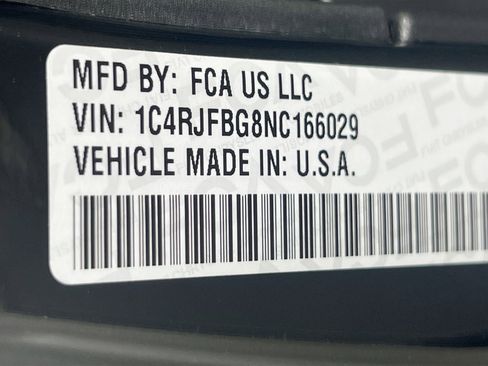 MFD BY: FCA US LLC
VIN: 1C4RJFBG8NC166029
VEHICLE MADE IN: U.S.A.